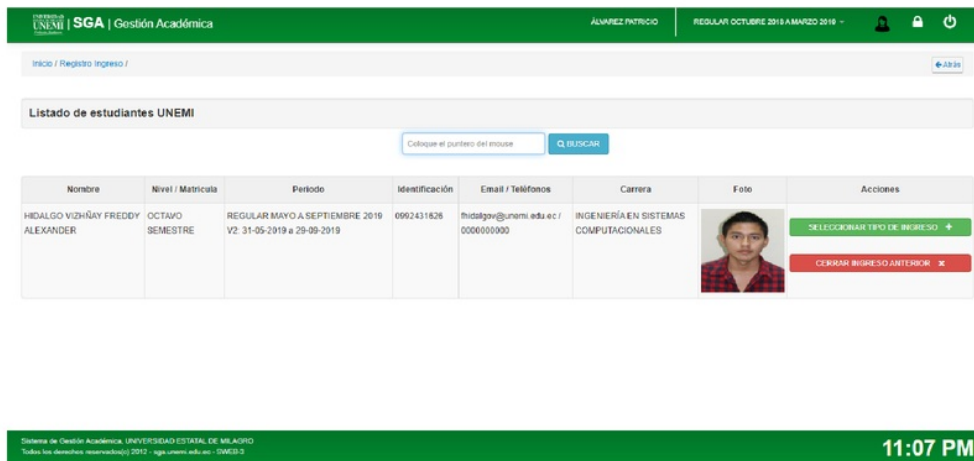 UNEMI | SGA | Gestión Académica
ÁLVAREZ PATRICIO
REGULAR OCTUBRE 2018 A MARZO 2019
Inicio / Registro Ingreso /
Atrás
Listado de estudiantes UNEMI
Coloque el puntero del mouse
BUSCAR
Nombre Nivel / Matricula Periodo Identificación Email / Teléfonos Carrera Foto Acciones
HIDALGO VIZHÑAY FREDDY OCTAVO REGULAR MAYO A SEPTIEMBRE 2019 0992431626 fhidalgov@unemi.edu.ec / INGENIERÍA EN SISTEMAS
ALEXANDER SEMESTRE V2: 31-05-2019 a 29-09-2019 0000000000 COMPUTACIONALES
SELECCIONAR TIPO DE INGRESO +
CERRAR INGRESO ANTERIOR x
Sistema de Gestión Académica, UNIVERSIDAD ESTATAL DE MILAGRO
Todos los derechos reservados(c) 2012 - sga.unemi.edu.ec - SWEB-3
11:07 PM